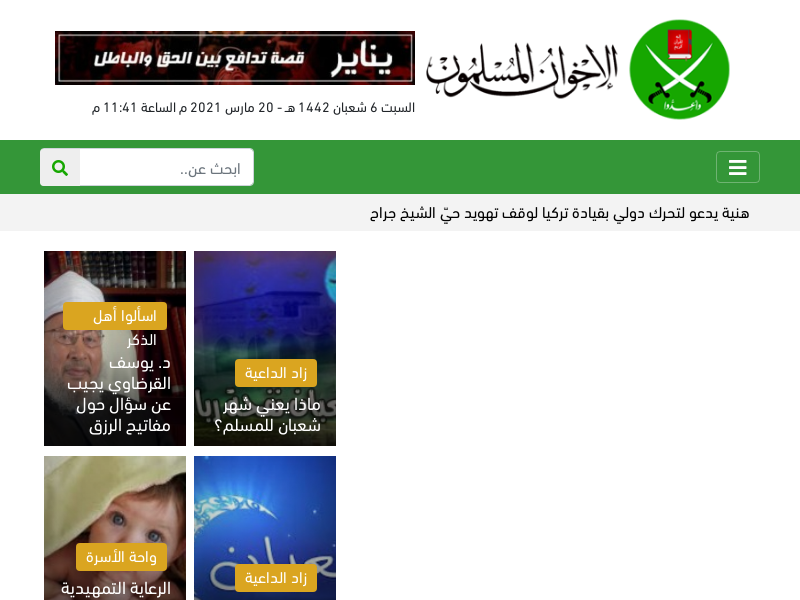 الإخوان المسلمون
وأعدوا
يناير قصة تدافع بين الحق والباطل
السبت 6 شعبان 1442 هـ - 20 مارس 2021 م الساعة 11:41 م
ابحث عن..
هنية يدعو لتحرك دولي بقيادة تركيا لوقف تهويد حيّ الشيخ جراح
زاد الداعية
ماذا يعني شهر
شعبان للمسلم؟
اسألوا أهل
الذكر
د. يوسف
القرضاوي يجيب
عن سؤال حول
مفاتيح الرزق
زاد الداعية
واحة الأسرة
الرعاية التمهيدية